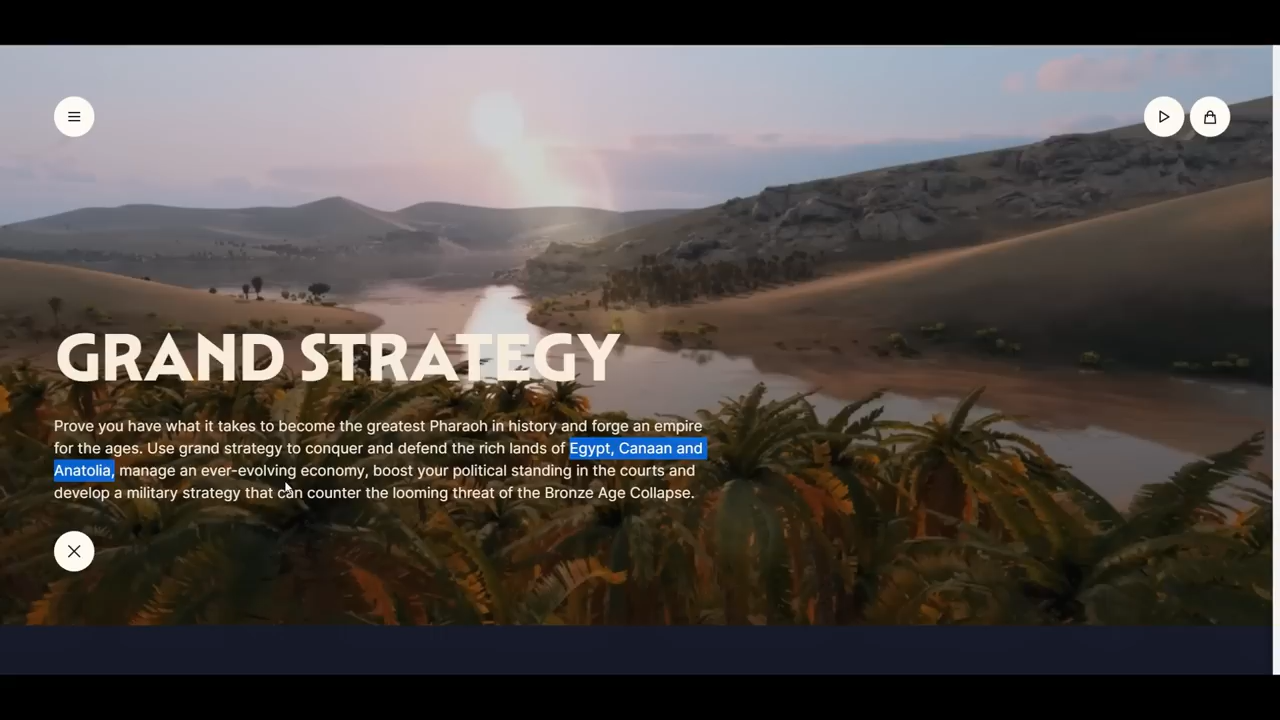 GRAND STRATEGY
Prove you have what it takes to become the greatest Pharaoh in history and forge an empire
for the ages. Use grand strategy to conquer and defend the rich lands of Egypt, Canaan and
Anatolia, manage an ever-evolving economy, boost your political standing in the courts and
develop a military strategy that can counter the looming threat of the Bronze Age Collapse.